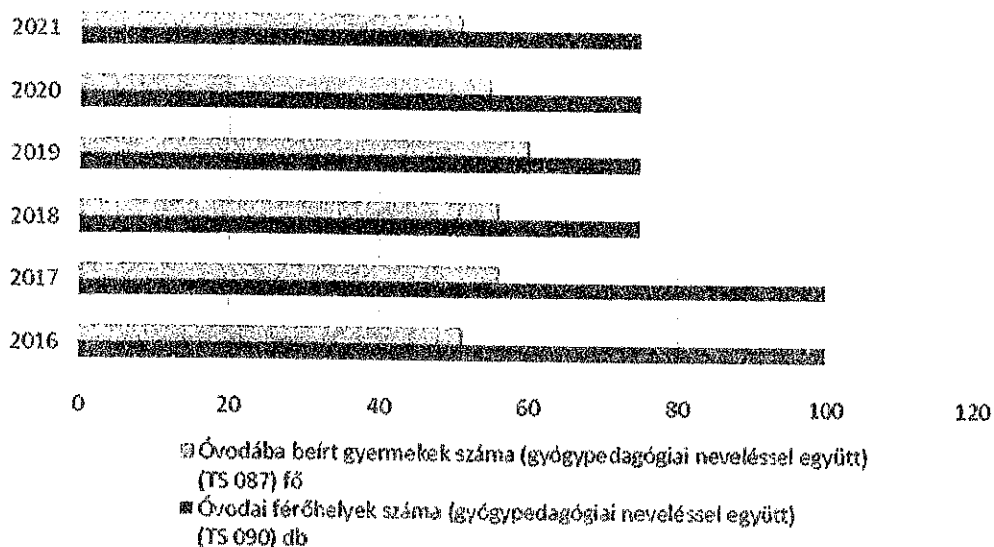 2021
2020
2019
2018
2017
2016
0 20 40 60 80 100 120
Óvodába beírt gyermekek száma (gyógypedagógiai neveléssel együtt)
(TS 087) fő
Óvodai férőhelyek száma (gyógypedagógiai neveléssel együtt)
(TS 090) db